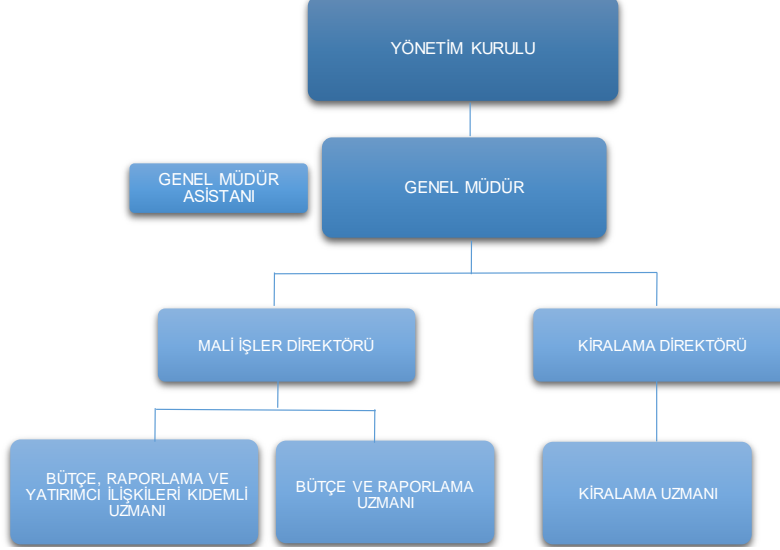 YÖNETİM KURULU
GENEL MÜDÜR
ASİSTANI
GENEL MÜDÜR
MALİ İŞLER DİREKTÖRÜ
KİRALAMA DİREKTÖRÜ
BÜTÇE, RAPORLAMA VE
YATIRIMCI İLİŞKİLERİ KIDEMLİ
UZMANI
BÜTÇE VE RAPORLAMA
UZMANI
KİRALAMA UZMANI